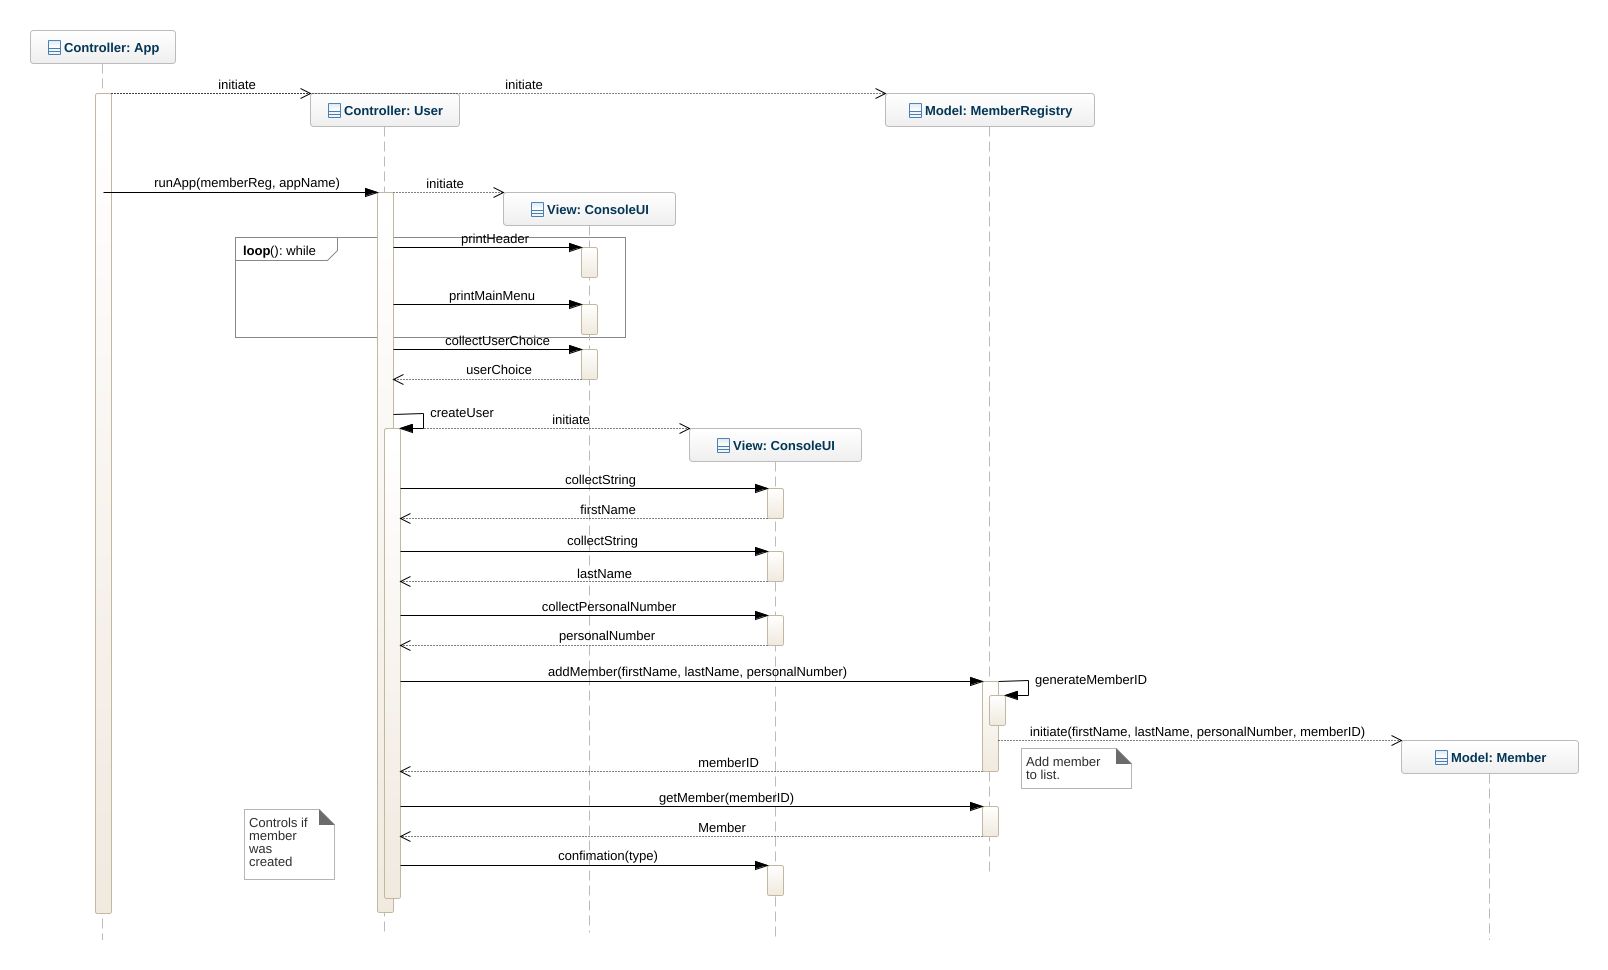 Controller: App
initiate
initiate
Controller: User
Model: MemberRegistry
runApp(memberReg, appName)
initiate
View: ConsoleUI
printHeader
loop(): while
printMainMenu
collectUserChoice
userChoice
createUser
initiate
View: ConsoleUI
collectString
firstName
collectString
lastName
collectPersonalNumber
personalNumber
addMember(firstName, lastName, personalNumber)
generateMemberID
initiate(firstName, lastName, personalNumber, memberID)
Model: Member
memberID
Add member
to list.
getMember(memberID)
Controls if
member
was
created
Member
confimation(type)